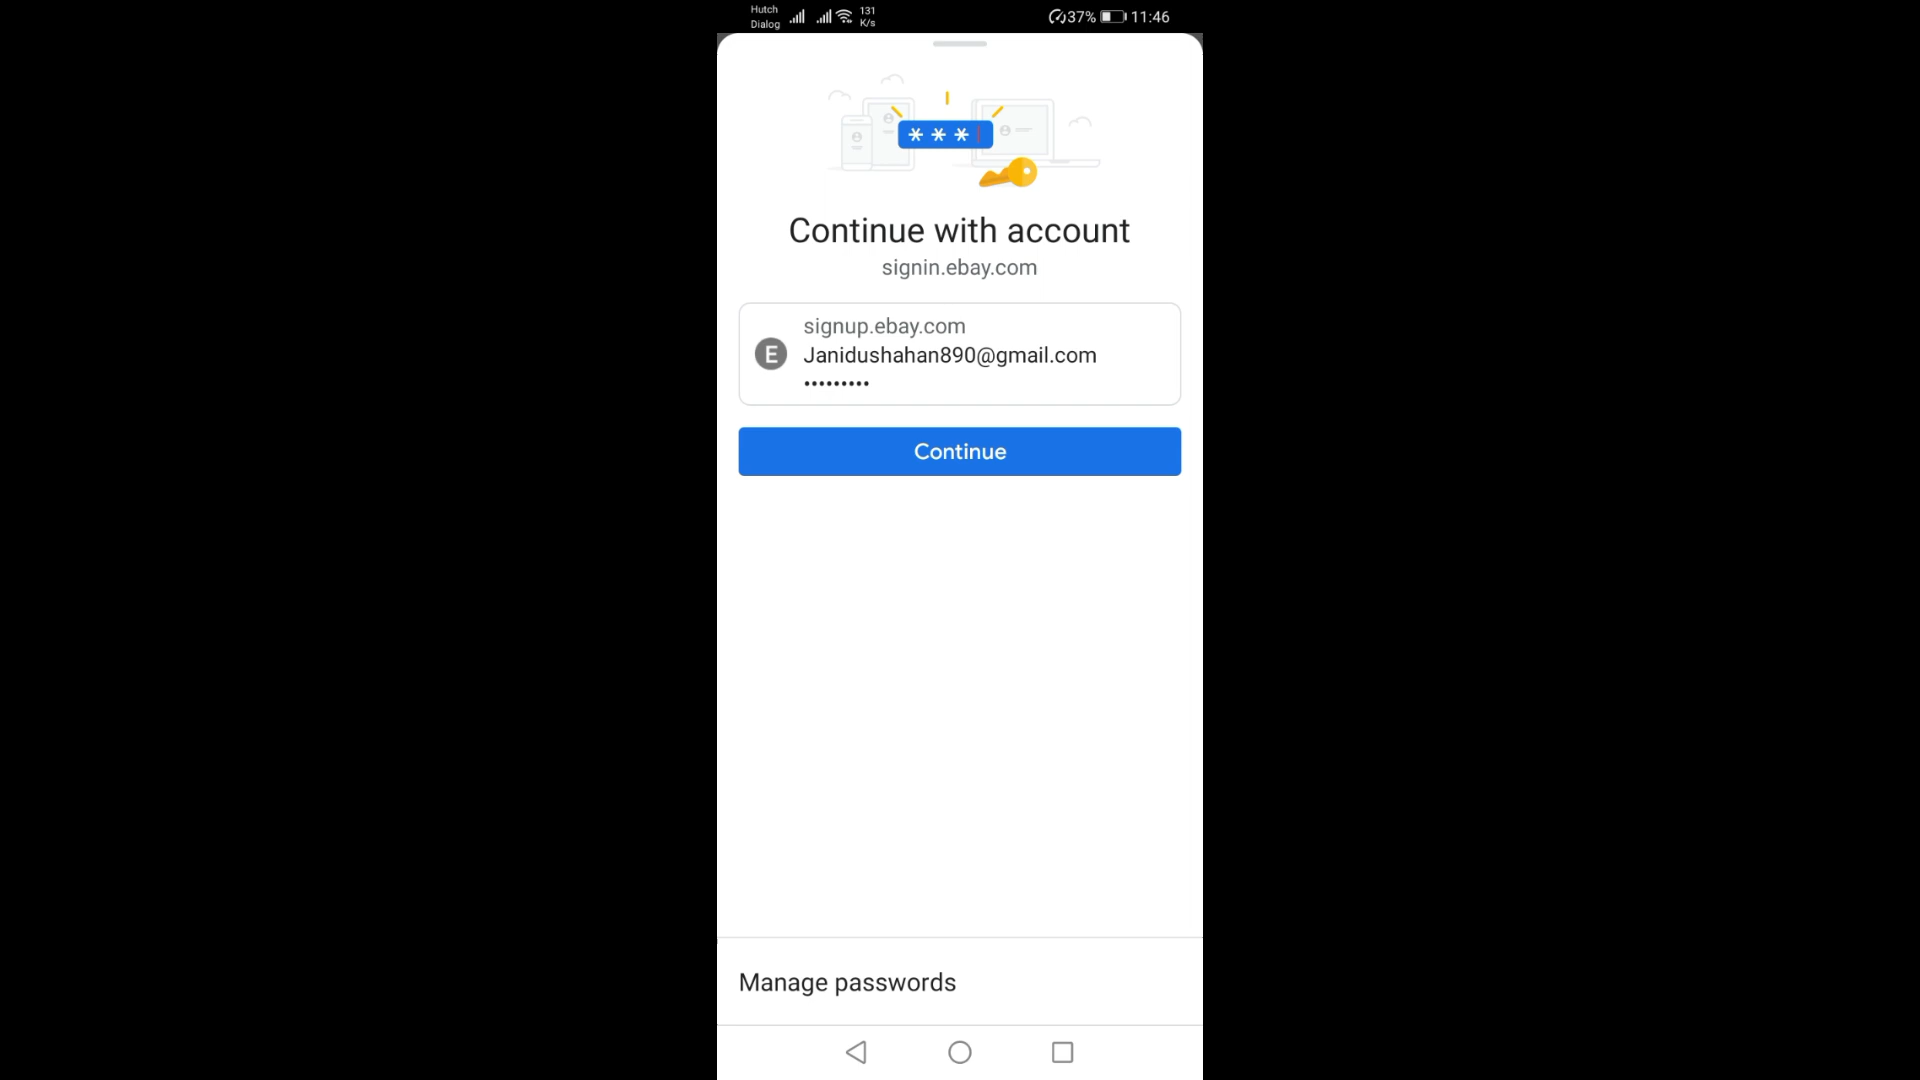 Hutch
Dialog
131
K/s
37%
11:46
***
Continue with account
signin.ebay.com
signup.ebay.com
E
Janidushahan890@gmail.com
•••••••••
Continue
Manage passwords